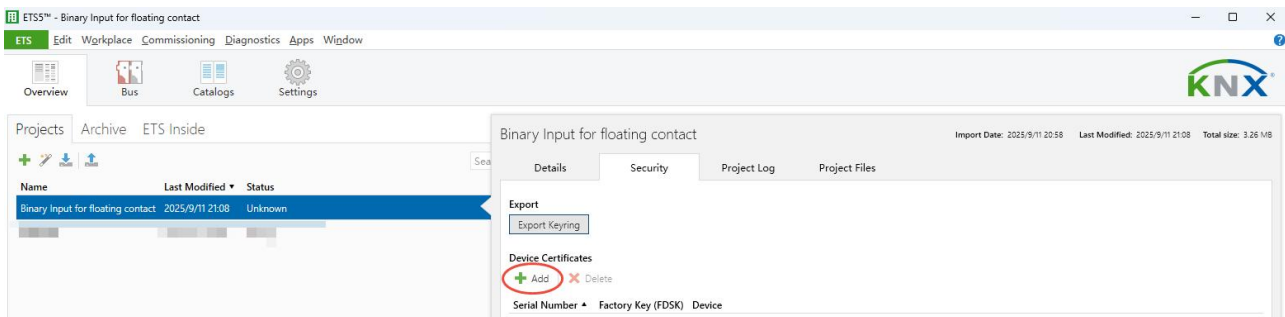 ETS5™ - Binary Input for floating contact
ETS Edit Workplace Commissioning Diagnostics Apps Window
Overview Bus Catalogs Settings
KNX
Projects Archive ETS Inside
Sea
Name Last Modified Status
Binary Input for floating contact 2025/9/11 21:08 Unknown
Binary Input for floating contact Import Date: 2025/9/11 20:58 Last Modified: 2025/9/11 21:08 Total size: 3.26 MB
Details Security Project Log Project Files
Export
Export Keyring
Device Certificates
Add Delete
Serial Number Factory Key (FDSK) Device